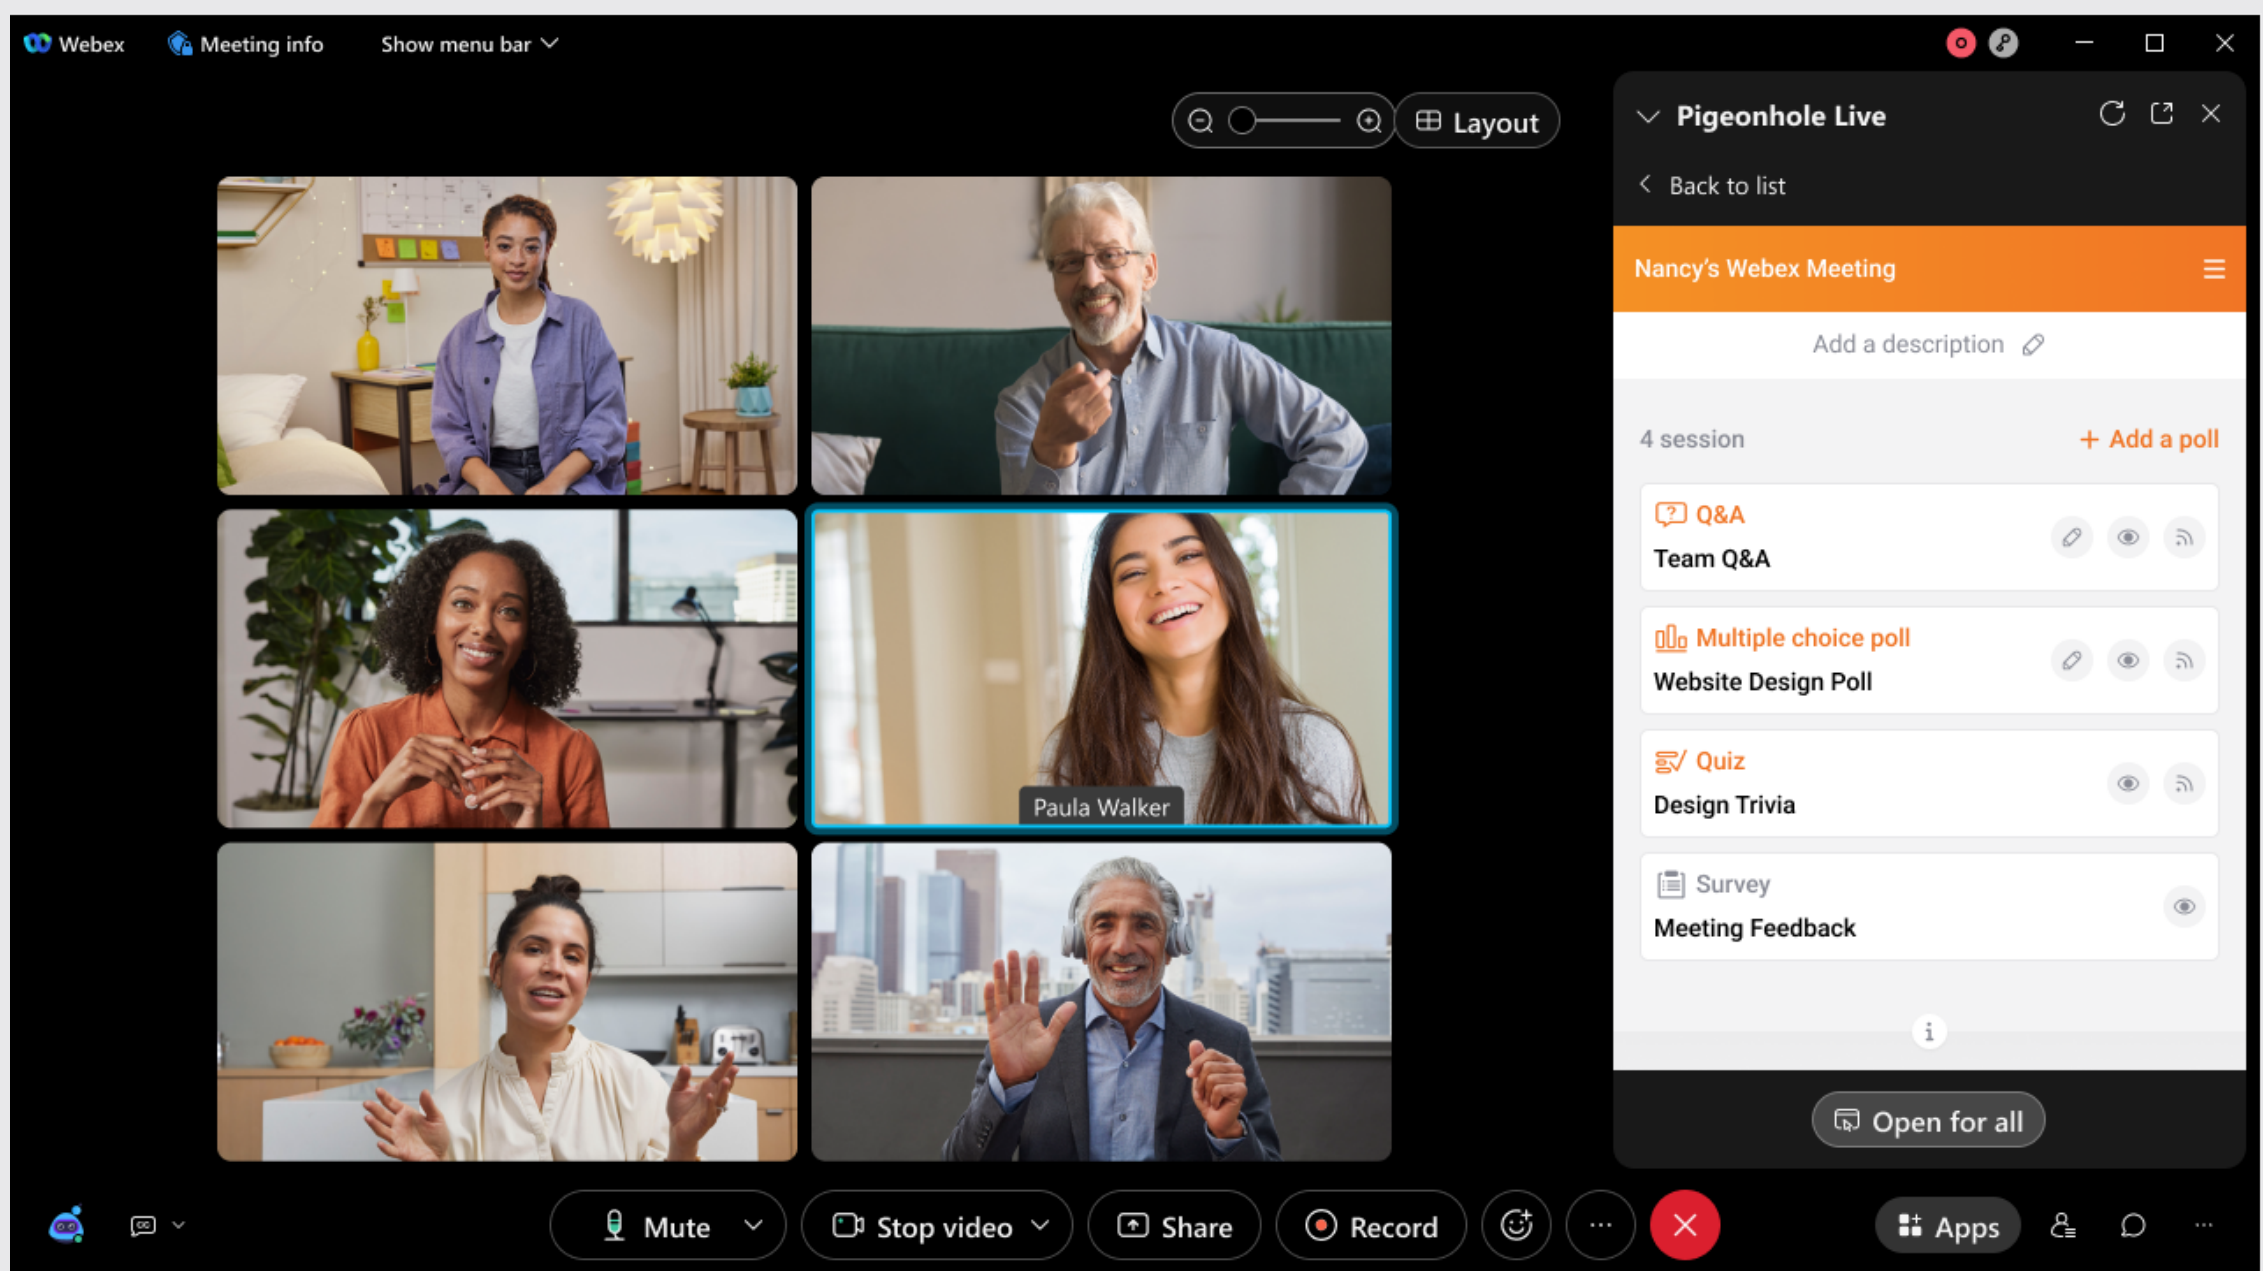 Webex
Meeting info
Show menu bar
Layout
Pigeonhole Live
Back to list
Nancy's Webex Meeting
Add a description
4 session
+ Add a poll
Q&A
Team Q&A
Multiple choice poll
Website Design Poll
Quiz
Design Trivia
Survey
Meeting Feedback
i
Open for all
Paula Walker
CC
Mute
Stop video
Share
Record
Apps